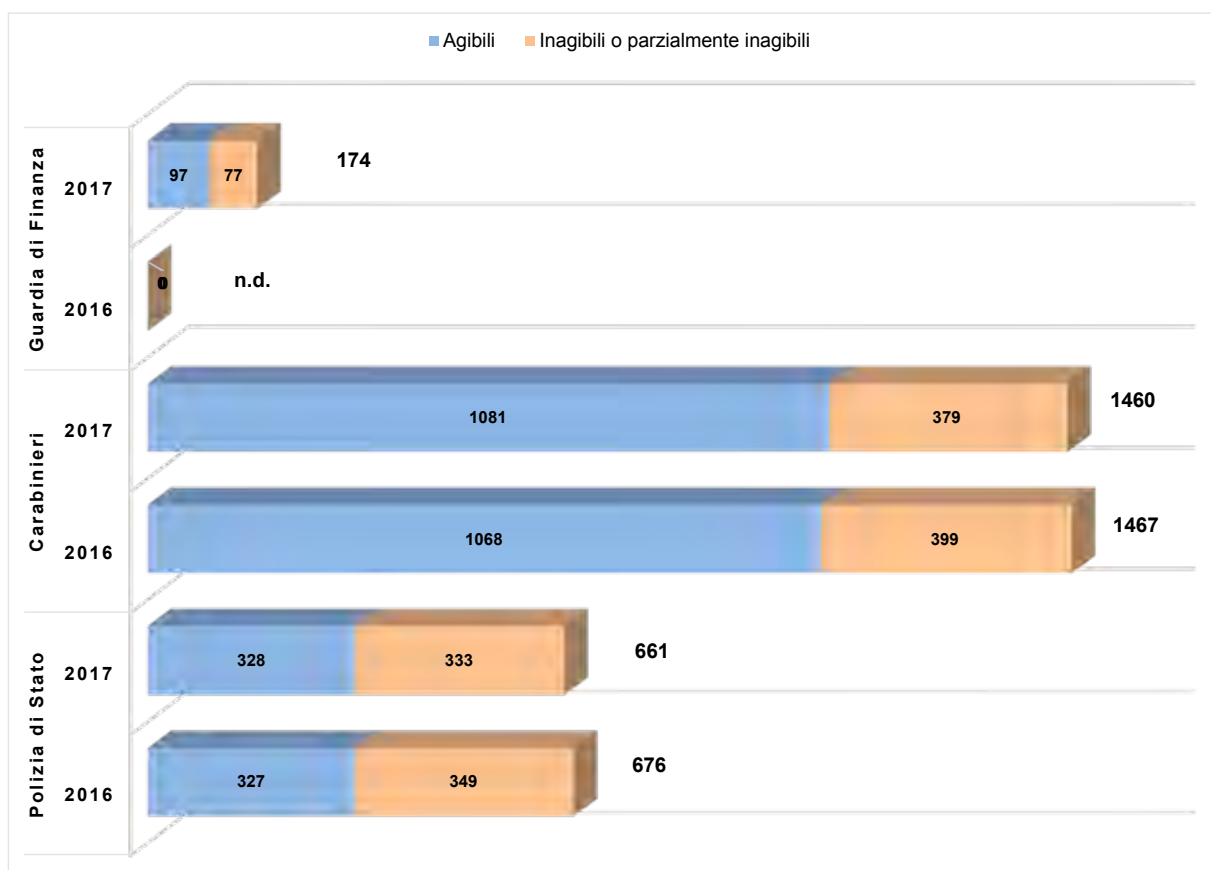 Agibili Inagibili o parzialmente inagibili
Guardia di Finanza
2017
97 77 174
2016
0 n.d.
Carabinieri
2017
1081 379 1460
2016
1068 399 1467
Polizia di Stato
2017
328 333 661
2016
327 349 676